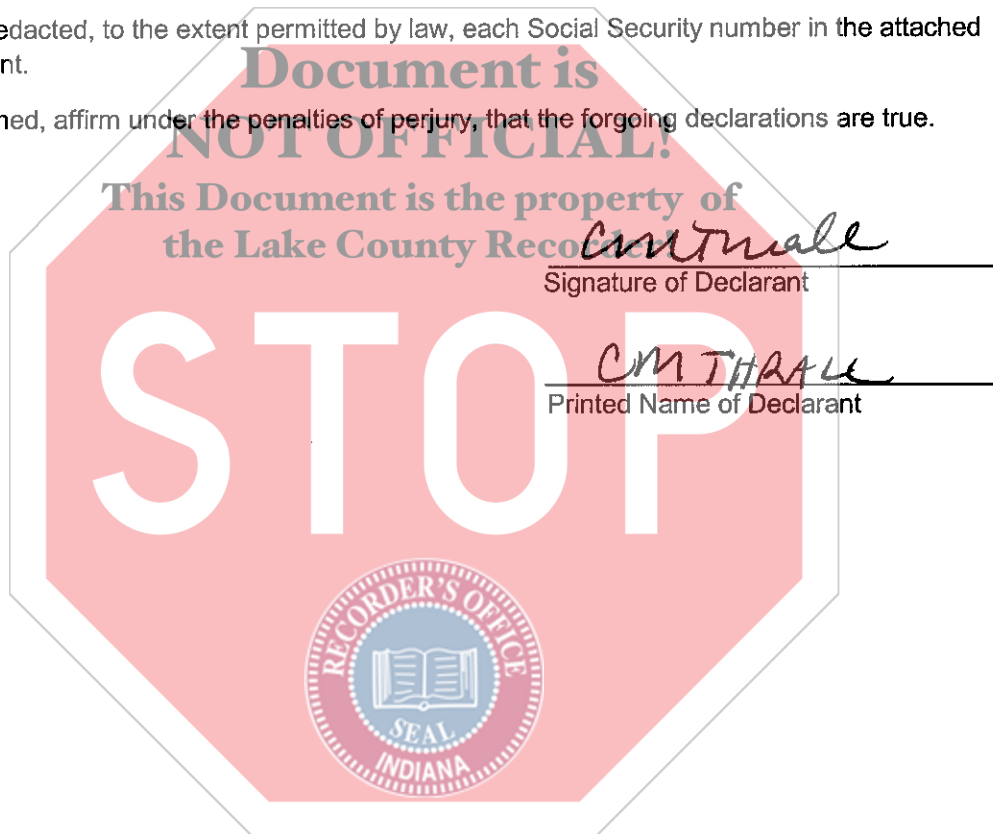 edacted, to the extent permitted by law, each Social Security number in the attached
nt.
Document is
ned, affirm under the penalties of perjury, that the forgoing declarations are true.
NOT OFFICIAL!
This Document is the property of
the Lake County Recorder!
CM Thrall
Signature of Declarant
CM THRALL
Printed Name of Declarant
STOP
RECORDER'S OFFICE
SEAL
INDIANA